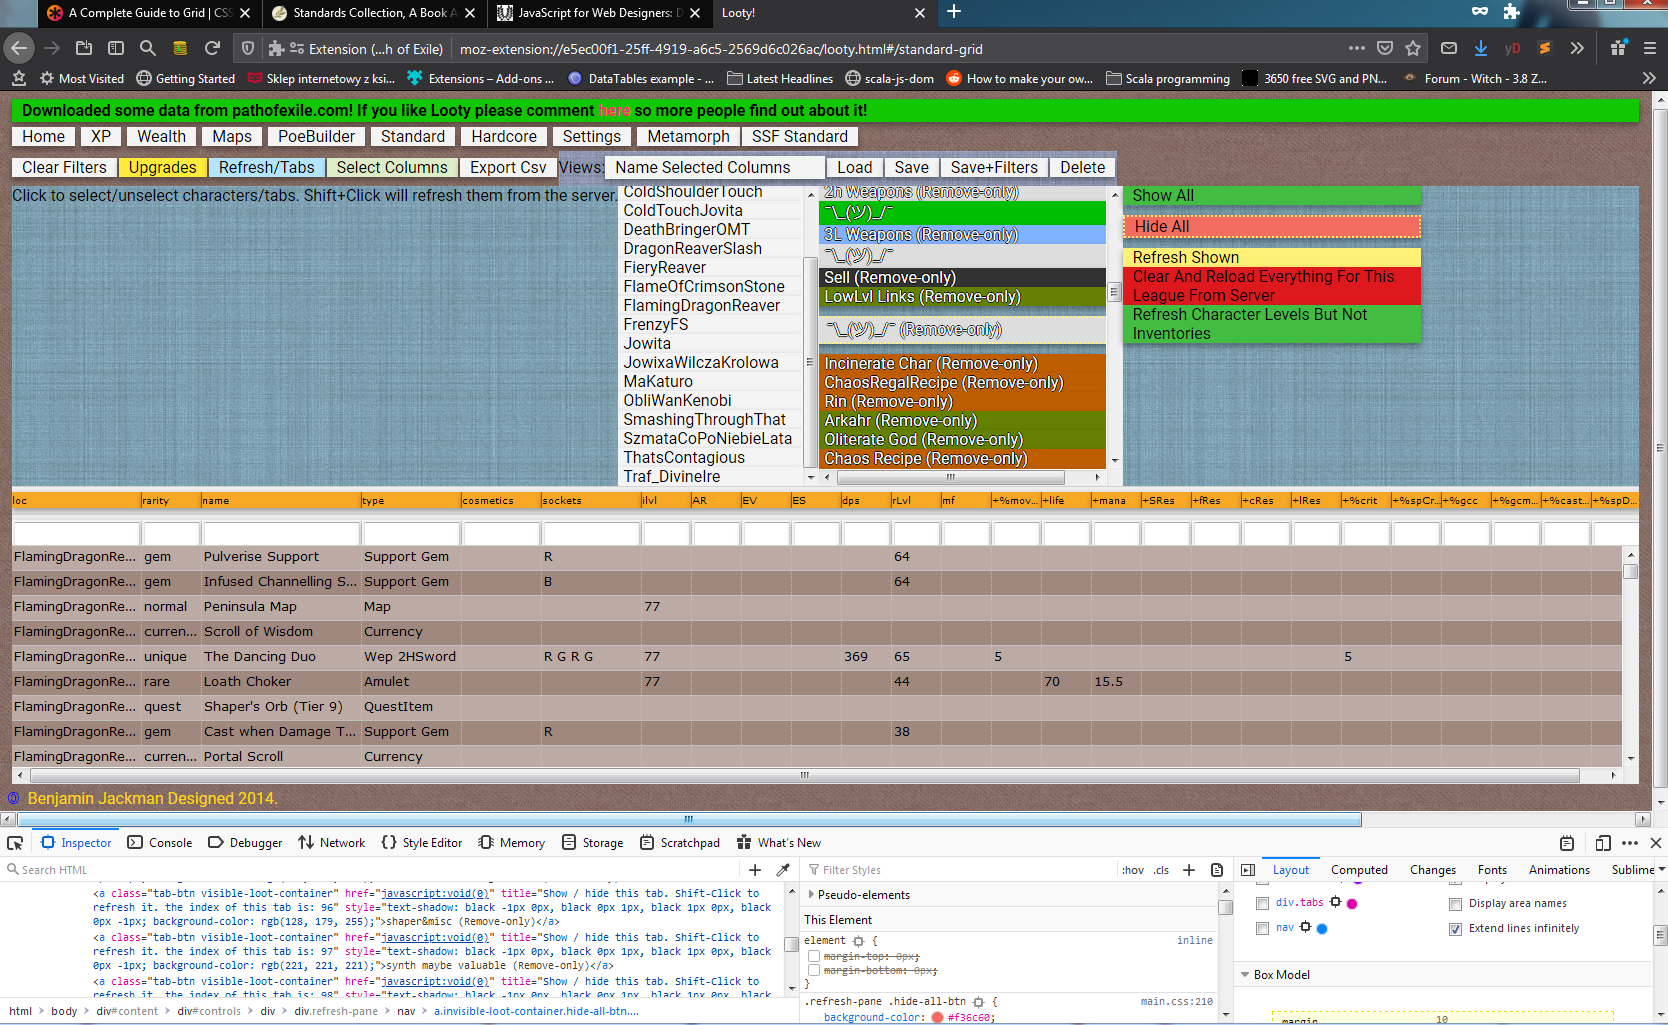 A Complete Guide to Grid | CSS
Standards Collection, A Book A
JavaScript for Web Designers: D
Looty!
Extension (...h of Exile)
moz-extension://e5ec00f1-25ff-4919-a6c5-2569d6c026ac/looty.html#/standard-grid
yD
Most Visited
Getting Started
Sklep internetowy z ksi...
Extensions – Add-ons ...
DataTables example - ...
Latest Headlines
scala-js-dom
How to make your ow...
Scala programming
3650 free SVG and PN...
Forum - Witch - 3.8 Z...
Downloaded some data from pathofexile.com! If you like Looty please comment here so more people find out about it!
Home XP Wealth Maps PoeBuilder Standard Hardcore Settings Metamorph SSF Standard
Clear Filters Upgrades Refresh/Tabs Select Columns Export Csv Views: Name Selected Columns Load Save Save+Filters Delete
Click to select/unselect characters/tabs. Shift+Click will refresh them from the server.
ColdShoulderTouch
ColdTouchJovita
DeathBringerOMT
DragonReaverSlash
FieryReaver
FlameOfCrimsonStone
FlamingDragonReaver
FrenzyFS
Jowita
JowixaWilczaKrolowa
MaKaturo
ObliWanKenobi
SmashingThroughThat
SzmataCoPoNiebieLata
ThatsContagious
Traf_DivineIre
2h Weapons (Remove-only)
¯\_(ツ)_/¯
3L Weapons (Remove-only)
¯\_(ツ)_/¯
Sell (Remove-only)
LowLvl Links (Remove-only)
¯\_(ツ)_/¯ (Remove-only)
Incinerate Char (Remove-only)
ChaosRegalRecipe (Remove-only)
Rin (Remove-only)
Arkahr (Remove-only)
Oliterate God (Remove-only)
Chaos Recipe (Remove-only)
Show All
Hide All
Refresh Shown
Clear And Reload Everything For This
League From Server
Refresh Character Levels But Not
Inventories
loc rarity name type cosmetics sockets ilvl AR EV ES dps rLvl mf +%mov... +life +mana +SRes +fRes +cRes +lRes +%crit +%spCr... +%gcc +%gcm... +%cast... +%spD...
FlamingDragonRe... gem Pulverise Support Support Gem R 64
FlamingDragonRe... gem Infused Channelling S... Support Gem B 64
FlamingDragonRe... normal Peninsula Map Map 77
FlamingDragonRe... curren... Scroll of Wisdom Currency
FlamingDragonRe... unique The Dancing Duo Wep 2HSword R G R G 77 369 65 5 5
FlamingDragonRe... rare Loath Choker Amulet 77 44 70 15.5
FlamingDragonRe... quest Shaper's Orb (Tier 9) QuestItem
FlamingDragonRe... gem Cast when Damage T... Support Gem R 38
FlamingDragonRe... curren... Portal Scroll Currency
Benjamin Jackman Designed 2014.
Inspector Console Debugger Network Style Editor Memory Storage Scratchpad What's New
Search HTML
<a class="tab-btn visible-loot-container" href="javascript:void(0)" title="Show / hide this tab. Shift-Click to
refresh it. the index of this tab is: 96" style="text-shadow: black -1px 0px, black 0px 1px, black 1px 0px, black
0px -1px; background-color: rgb(128, 179, 255);">shaper&misc (Remove-only)</a>
<a class="tab-btn visible-loot-container" href="javascript:void(0)" title="Show / hide this tab. Shift-Click to
refresh it. the index of this tab is: 97" style="text-shadow: black -1px 0px, black 0px 1px, black 1px 0px, black
0px -1px; background-color: rgb(221, 221, 221);">synth maybe valuable (Remove-only)</a>
<a class="tab-btn visible-loot-container" href="javascript:void(0)" title="Show / hide this tab. Shift-Click to
html body div#content div#controls div div.refresh-pane nav a.invisible-loot-container.hide-all-btn....
Filter Styles :hov .cls
Pseudo-elements
This Element
element { inline
margin-top: 0px;
margin-bottom: 0px;
}
.refresh-pane .hide-all-btn { main.css:210
background-color: #f36c60;
Layout Computed Changes Fonts Animations Sublime
div.tabs
nav
Display area names
Extend lines infinitely
Box Model
margin 10